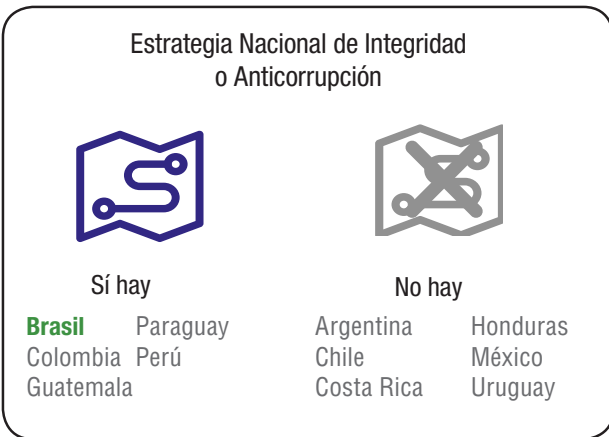 Estrategia Nacional de Integridad
o Anticorrupción
Sí hay
Brasil Paraguay
Colombia Perú
Guatemala
No hay
Argentina Honduras
Chile México
Costa Rica Uruguay